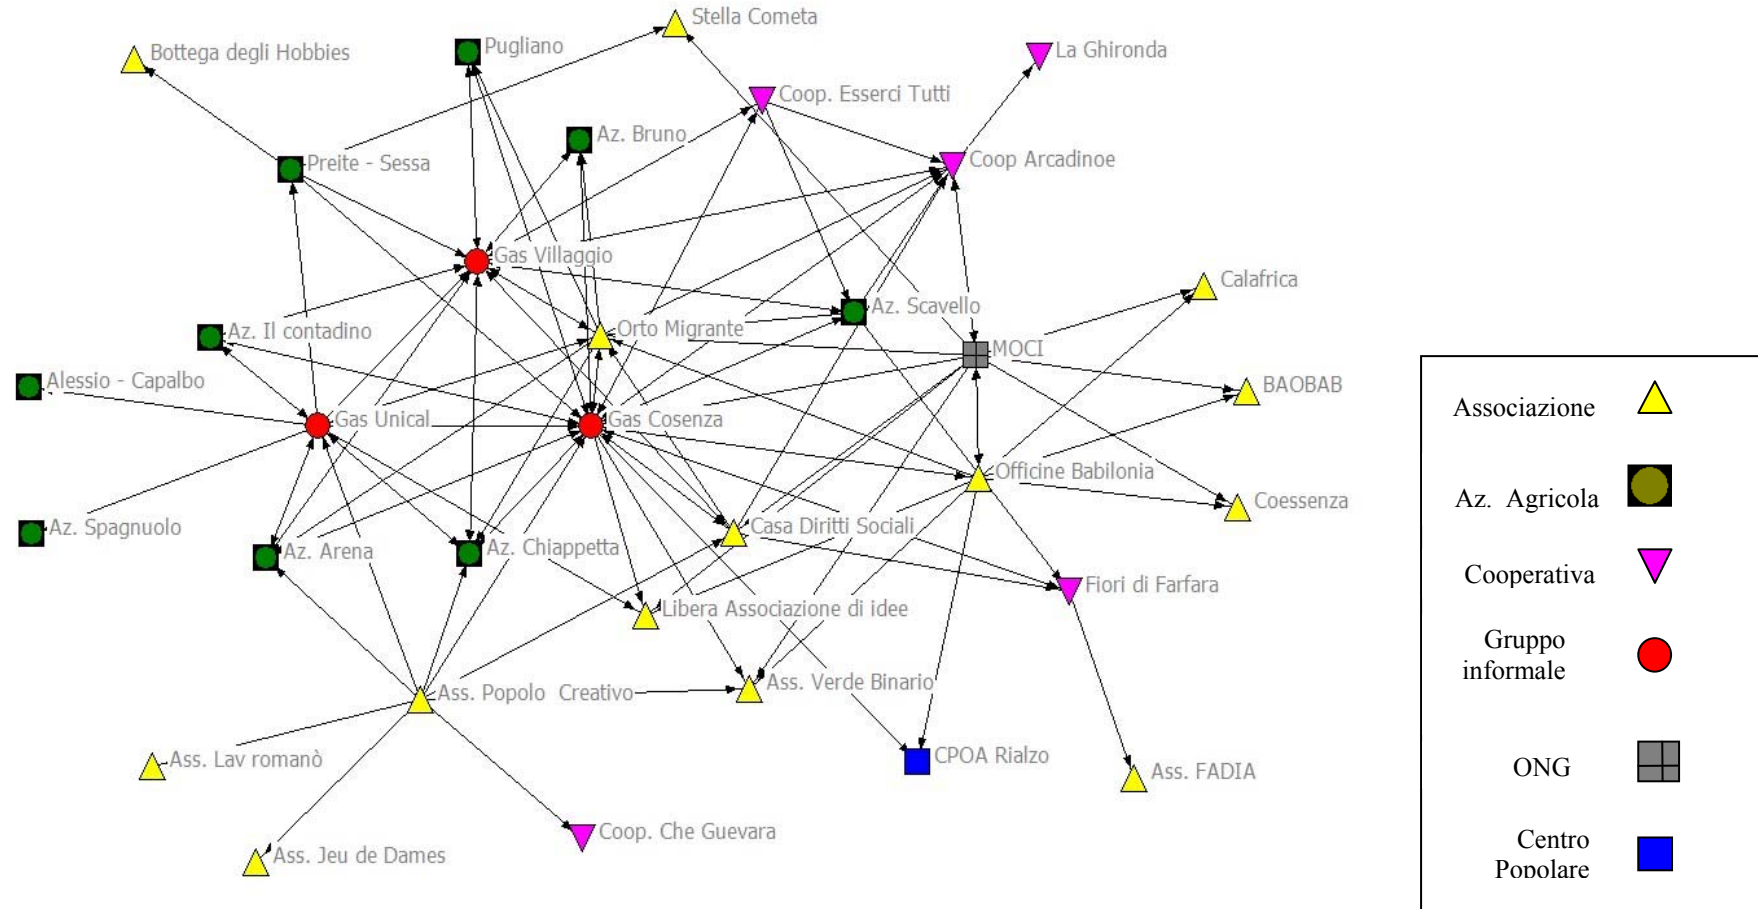 Stella Cometa
Bottega degli Hobbies
Pugliano
La Ghironda
Coop. Esserci Tutti
Az. Bruno
Preite - Sessa
Coop Arcadinoe
Gas Villaggio
Calafrica
Az. Scavello
Az. Il contadino
Orto Migrante
MOCI
Alessio - Capalbo
BAOBAB
Gas Unical
Gas Cosenza
Officine Babilonia
Coessenza
Az. Spagnuolo
Az. Arena
Az. Chiappetta
Casa Diritti Sociali
Fiori di Farfara
Libera Associazione di idee
Ass. Popolo Creativo
Ass. Verde Binario
Ass. Lav romanò
CPOA Rialzo
Ass. FADIA
Coop. Che Guevara
Ass. Jeu de Dames
Associazione
Az. Agricola
Cooperativa
Gruppo
informale
ONG
Centro
Popolare